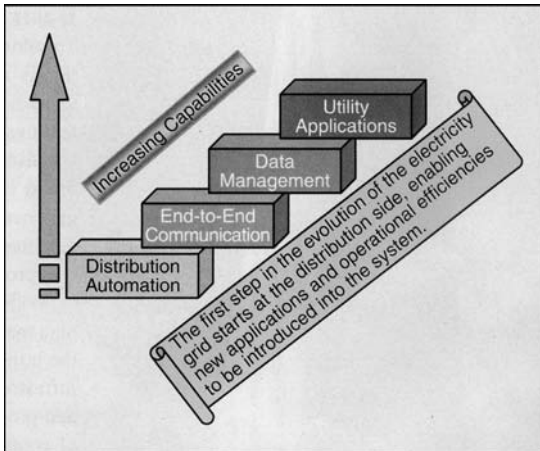 Increasing Capabilities
Utility
Applications
Data
Management
End-to-End
Communication
Distribution
Automation
The first step in the evolution of the electricity
grid starts at the distribution side, enabling
new applications and operational efficiencies
to be introduced into the system.